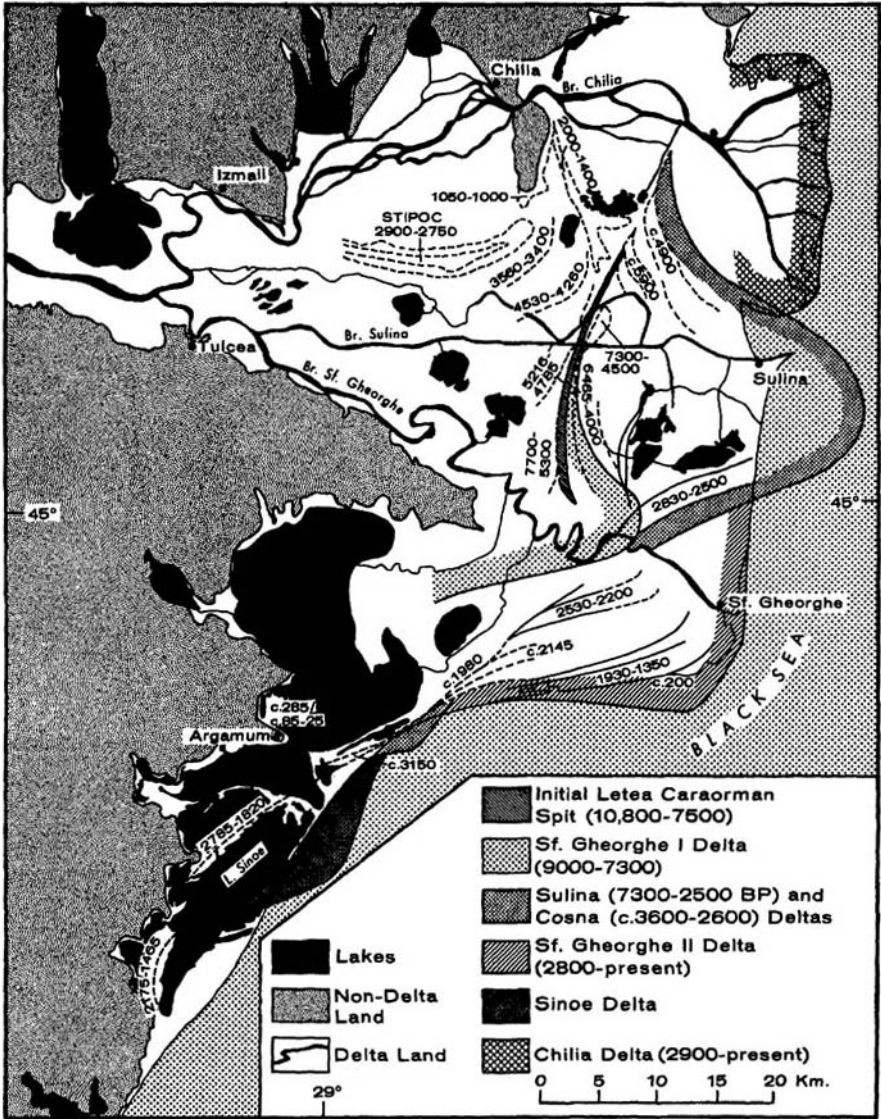 Chilia
Br. Chilia
Izmail
2000-1400
1050-1000
STIPOC
2900-2750
3560-3400
c.4900
c.5200
4530-4260
Br. Sulina
Tulcea
Br. Sf. Gheorghe
7300-
4500
Sulina
5216-
4785
6465-4000
7700-
5300
2830-2500
45°
45°
Sf. Gheorghe
2530-2200
c.2145
c.1980
1930-1350
c.200
BLACK SEA
c.285/
c.85-25
Argamum
c.3150
2785-1820
L. Sinoe
2175-1465
29°
Initial Letea Caraorman
Spit (10,800-7500)
Sf. Gheorghe I Delta
(9000-7300)
Sulina (7300-2500 BP) and
Cosna (c.3600-2600) Deltas
Sf. Gheorghe II Delta
(2800-present)
Sinoe Delta
Chilia Delta (2900-present)
Lakes
Non-Delta
Land
Delta Land
0 5 10 15 20 Km.